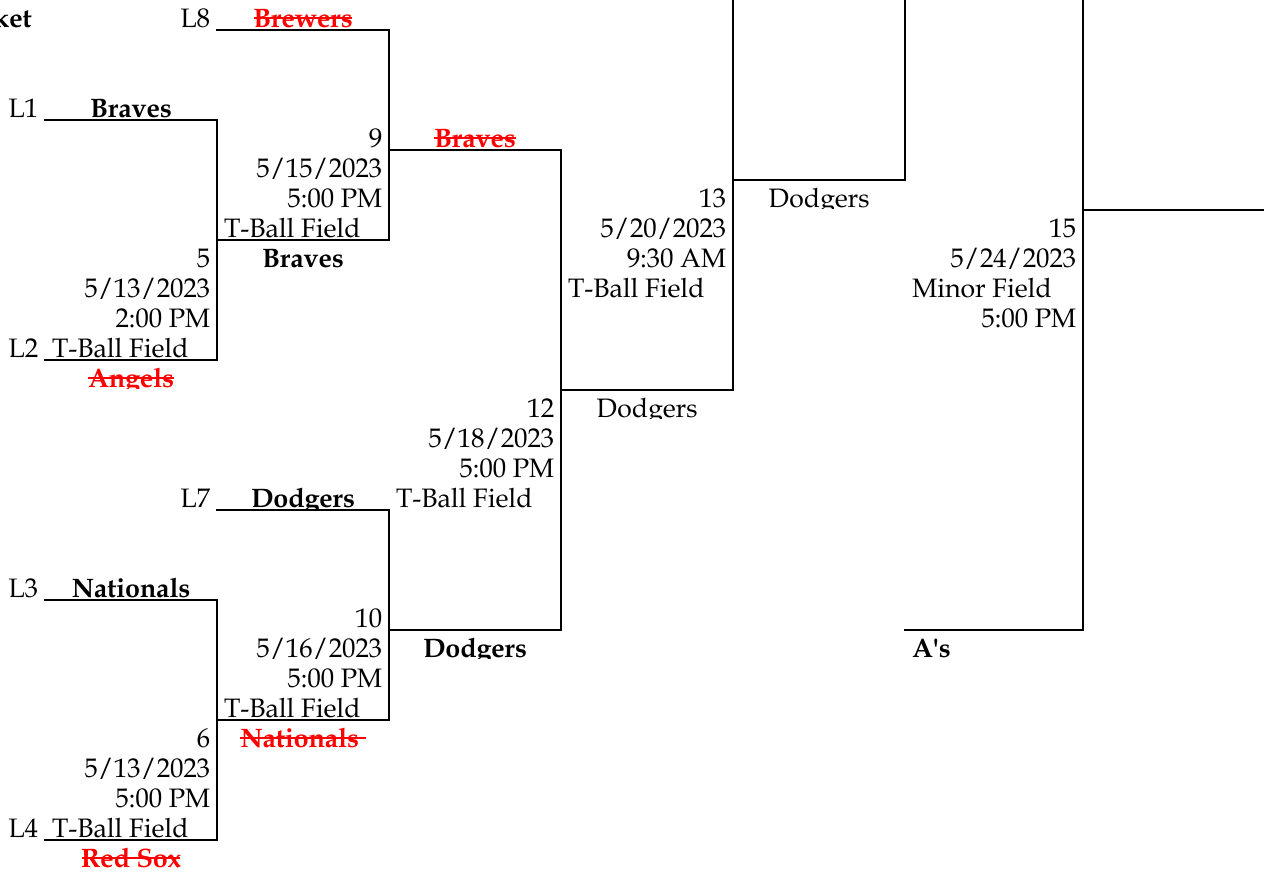 ket
L8 Brewers
L1 Braves
9
Braves
5/15/2023
5:00 PM
13
Dodgers
T-Ball Field
5/20/2023
15
5
Braves
9:30 AM
5/24/2023
5/13/2023
T-Ball Field
Minor Field
2:00 PM
5:00 PM
L2 T-Ball Field
Angels
12
Dodgers
5/18/2023
5:00 PM
L7 Dodgers
T-Ball Field
L3 Nationals
10
5/16/2023
Dodgers
A's
5:00 PM
T-Ball Field
6
Nationals
5/13/2023
5:00 PM
L4 T-Ball Field
Red Sox